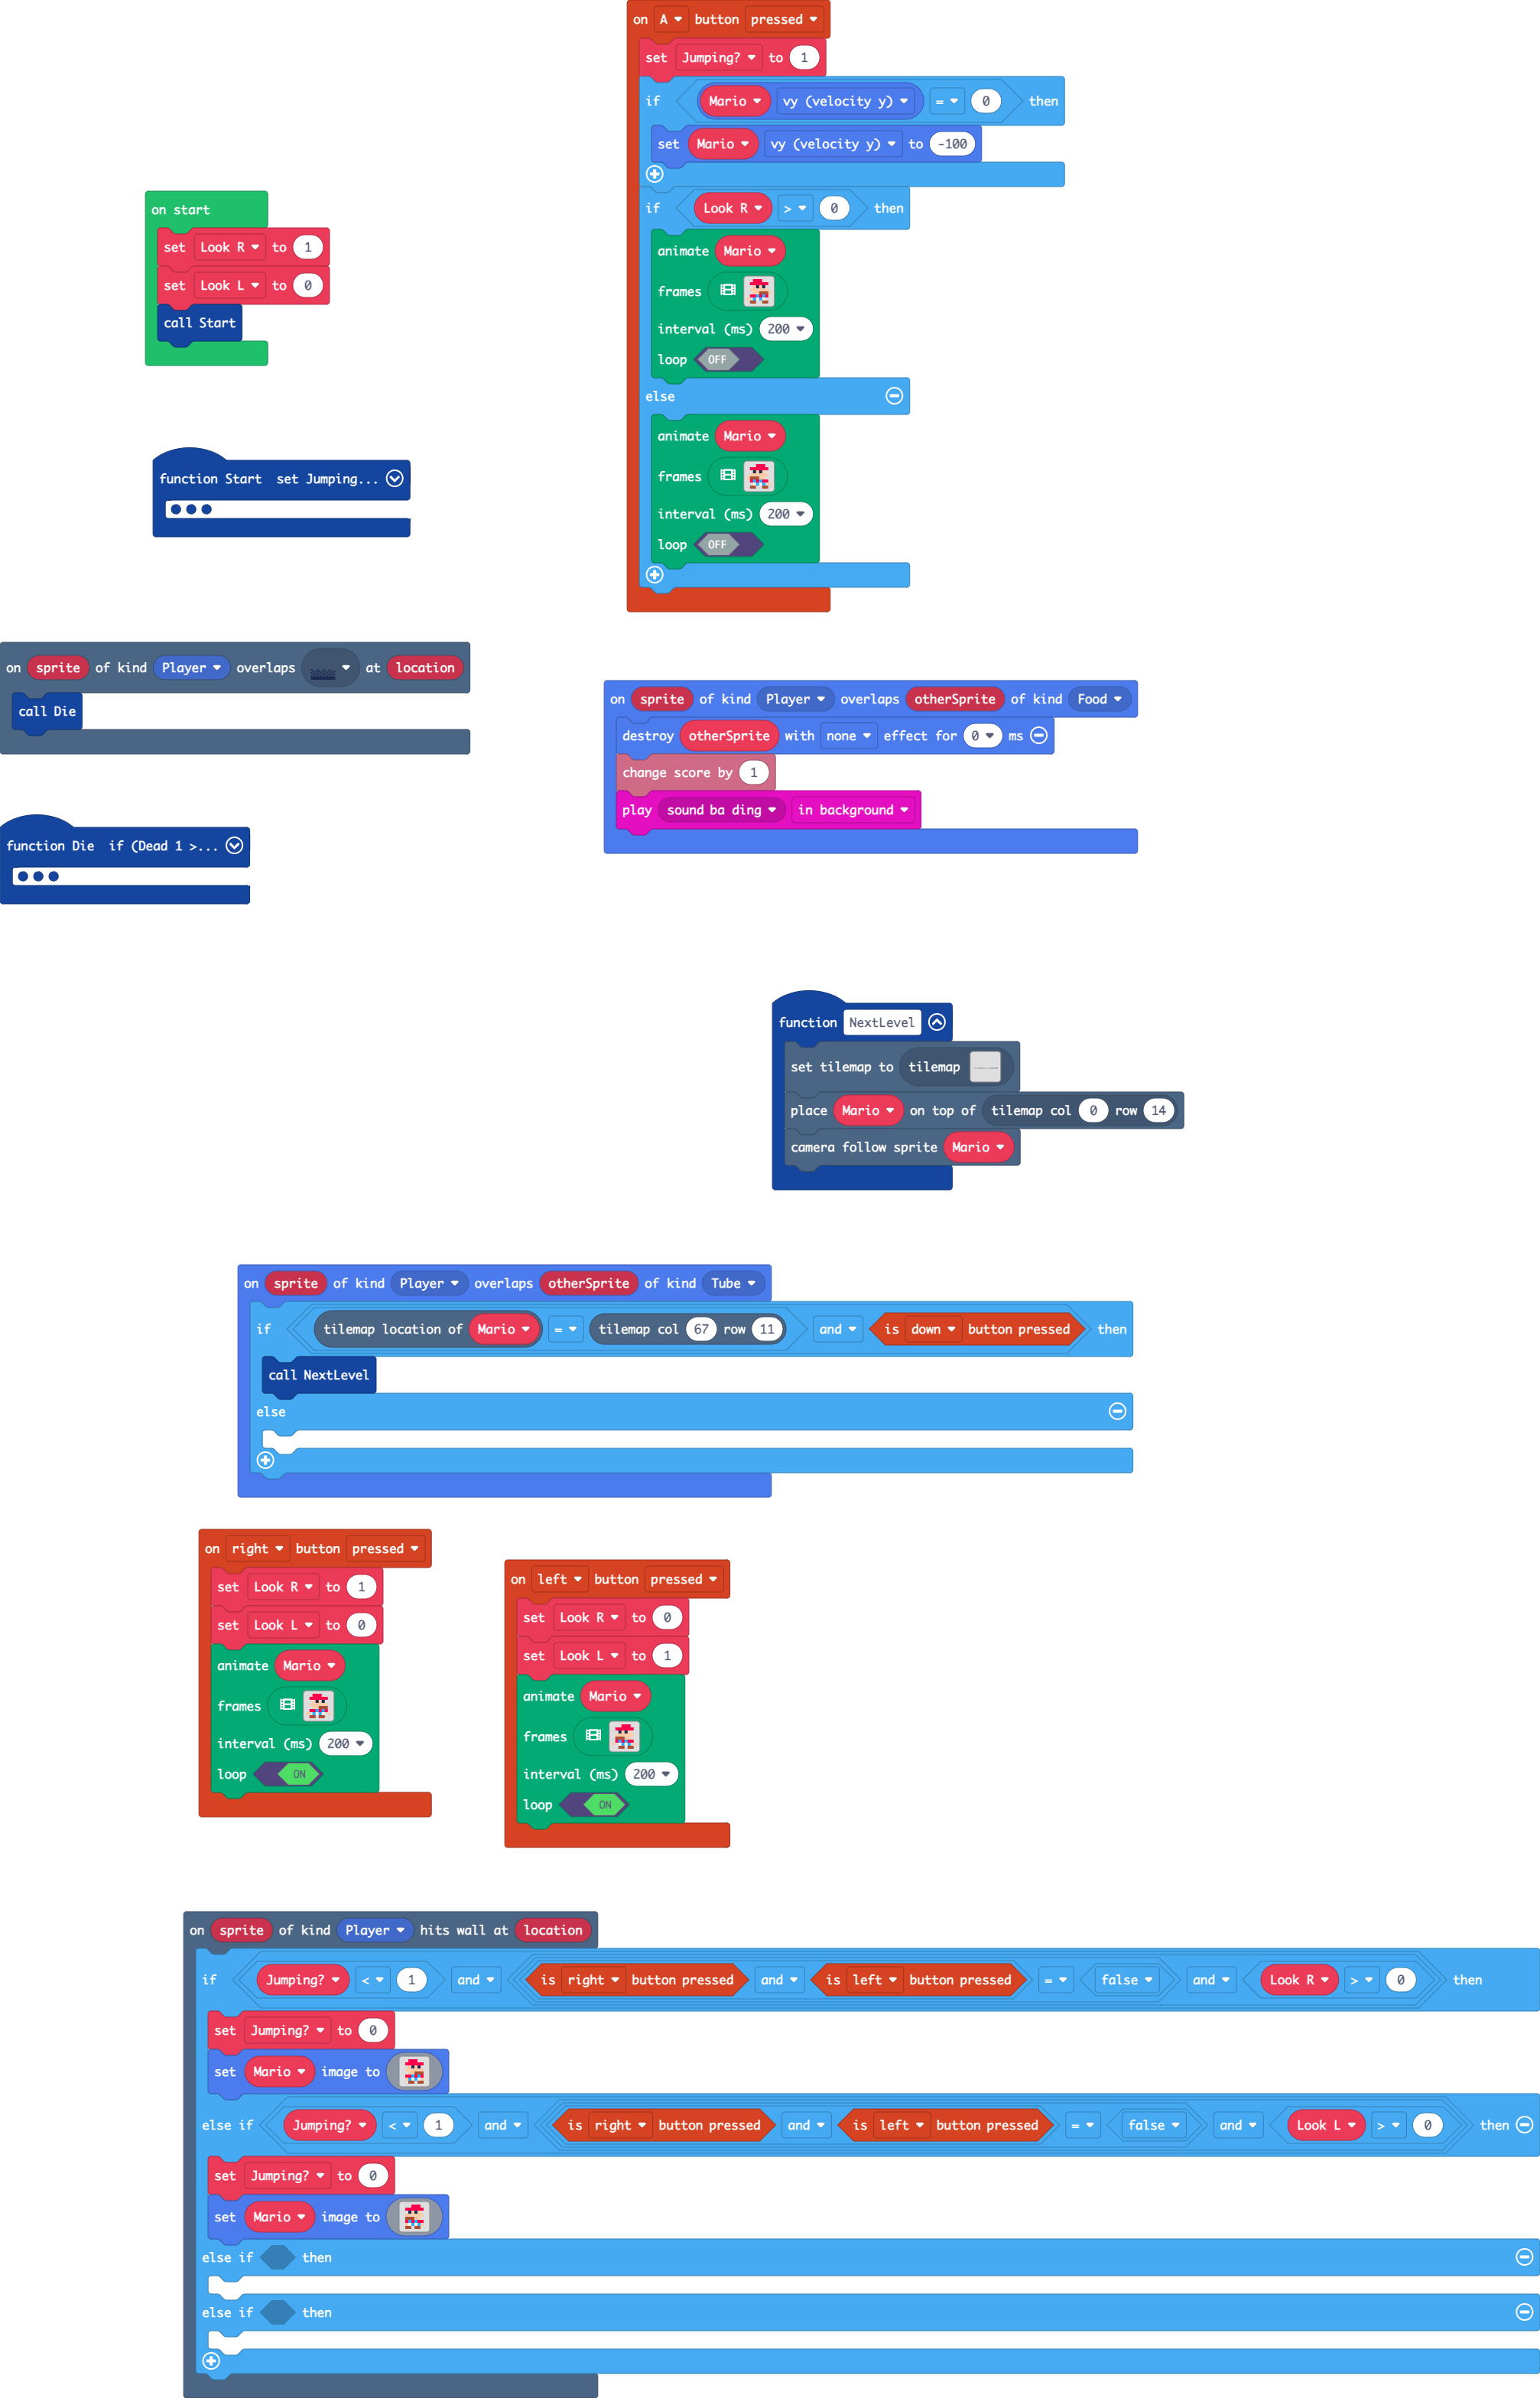 on A button pressed
set Jumping? to 1
if Mario vy (velocity y) = 0 then
set Mario vy (velocity y) to -100
if Look R > 0 then
animate Mario
frames
interval (ms) 200
loop OFF
else
animate Mario
frames
interval (ms) 200
loop OFF
on start
set Look R to 1
set Look L to 0
call Start
function Start set Jumping...
on sprite of kind Player overlaps at location
call Die
function Die if (Dead 1 >...
on sprite of kind Player overlaps otherSprite of kind Food
destroy otherSprite with none effect for 0 ms
change score by 1
play sound ba ding in background
function NextLevel
set tilemap to tilemap
place Mario on top of tilemap col 0 row 14
camera follow sprite Mario
on sprite of kind Player overlaps otherSprite of kind Tube
if tilemap location of Mario = tilemap col 67 row 11 and is down button pressed then
call NextLevel
else
on right button pressed
set Look R to 1
set Look L to 0
animate Mario
frames
interval (ms) 200
loop ON
on left button pressed
set Look R to 0
set Look L to 1
animate Mario
frames
interval (ms) 200
loop ON
on sprite of kind Player hits wall at location
if Jumping? < 1 and is right button pressed and is left button pressed = false and Look R > 0 then
set Jumping? to 0
set Mario image to
else if Jumping? < 1 and is right button pressed and is left button pressed = false and Look L > 0 then
set Jumping? to 0
set Mario image to
else if then
else if then